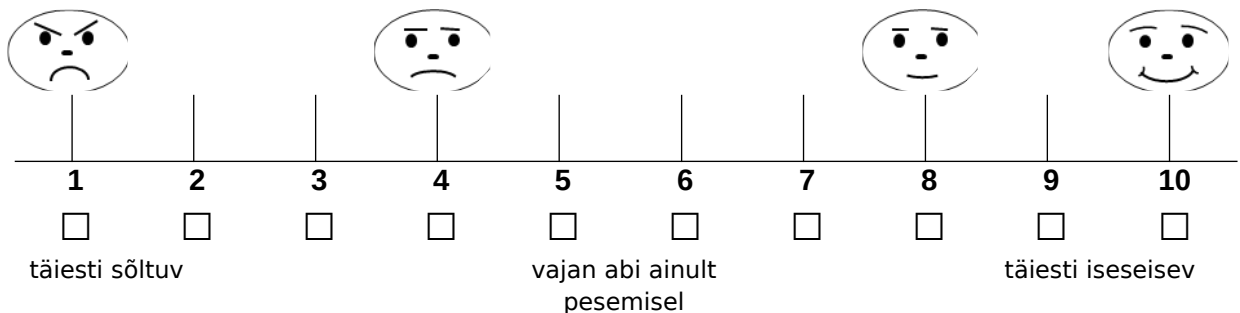 1 2 3 4 5 6 7 8 9 10
täiesti sõltuv vajan abi ainult täiesti iseseisev
pesemisel